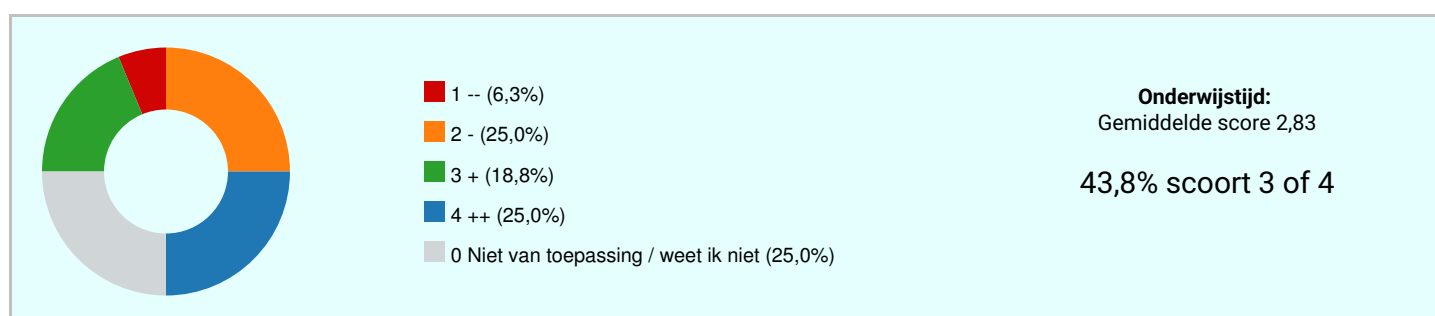 1 -- (6,3%)
2 - (25,0%)
3 + (18,8%)
4 ++ (25,0%)
0 Niet van toepassing / weet ik niet (25,0%)
Onderwijstijd:
Gemiddelde score 2,83
43,8% scoort 3 of 4